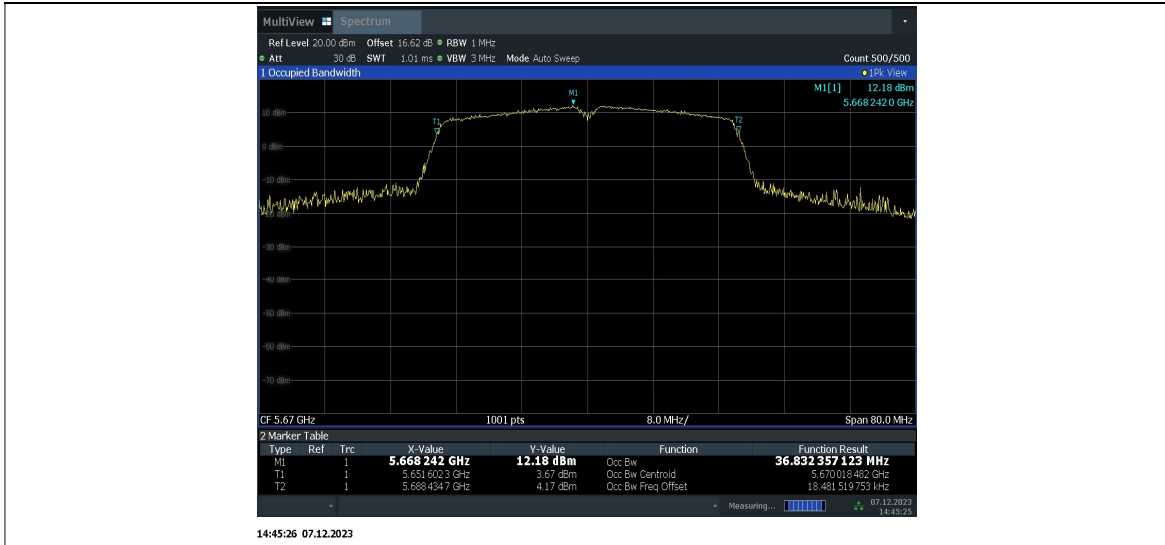 MultiView Spectrum
Ref Level 20.00 dBm Offset 16.62 dB RBW 1 MHz
Att 30 dB SWT 1.01 ms VBW 3 MHz Mode Auto Sweep Count 500/500
1 Occupied Bandwidth 1Pk View
M1[1] 12.18 dBm
5.668 242 0 GHz
M1
10 dBm
T1 T2
0 dBm
-10 dBm
-20 dBm
-30 dBm
-40 dBm
-50 dBm
-60 dBm
-70 dBm
CF 5.67 GHz 1001 pts 8.0 MHz/ Span 80.0 MHz
2 Marker Table
Type Ref Trc X-Value Y-Value Function Function Result
M1 1 5.668 242 GHz 12.18 dBm Occ Bw 36.832 357 123 MHz
T1 1 5.651 602 3 GHz 3.67 dBm Occ Bw Centroid 5.670 018 482 GHz
T2 1 5.688 434 7 GHz 4.17 dBm Occ Bw Freq Offset 18.481 519 753 kHz
Measuring... 07.12.2023
14:45:25
14:45:26 07.12.2023